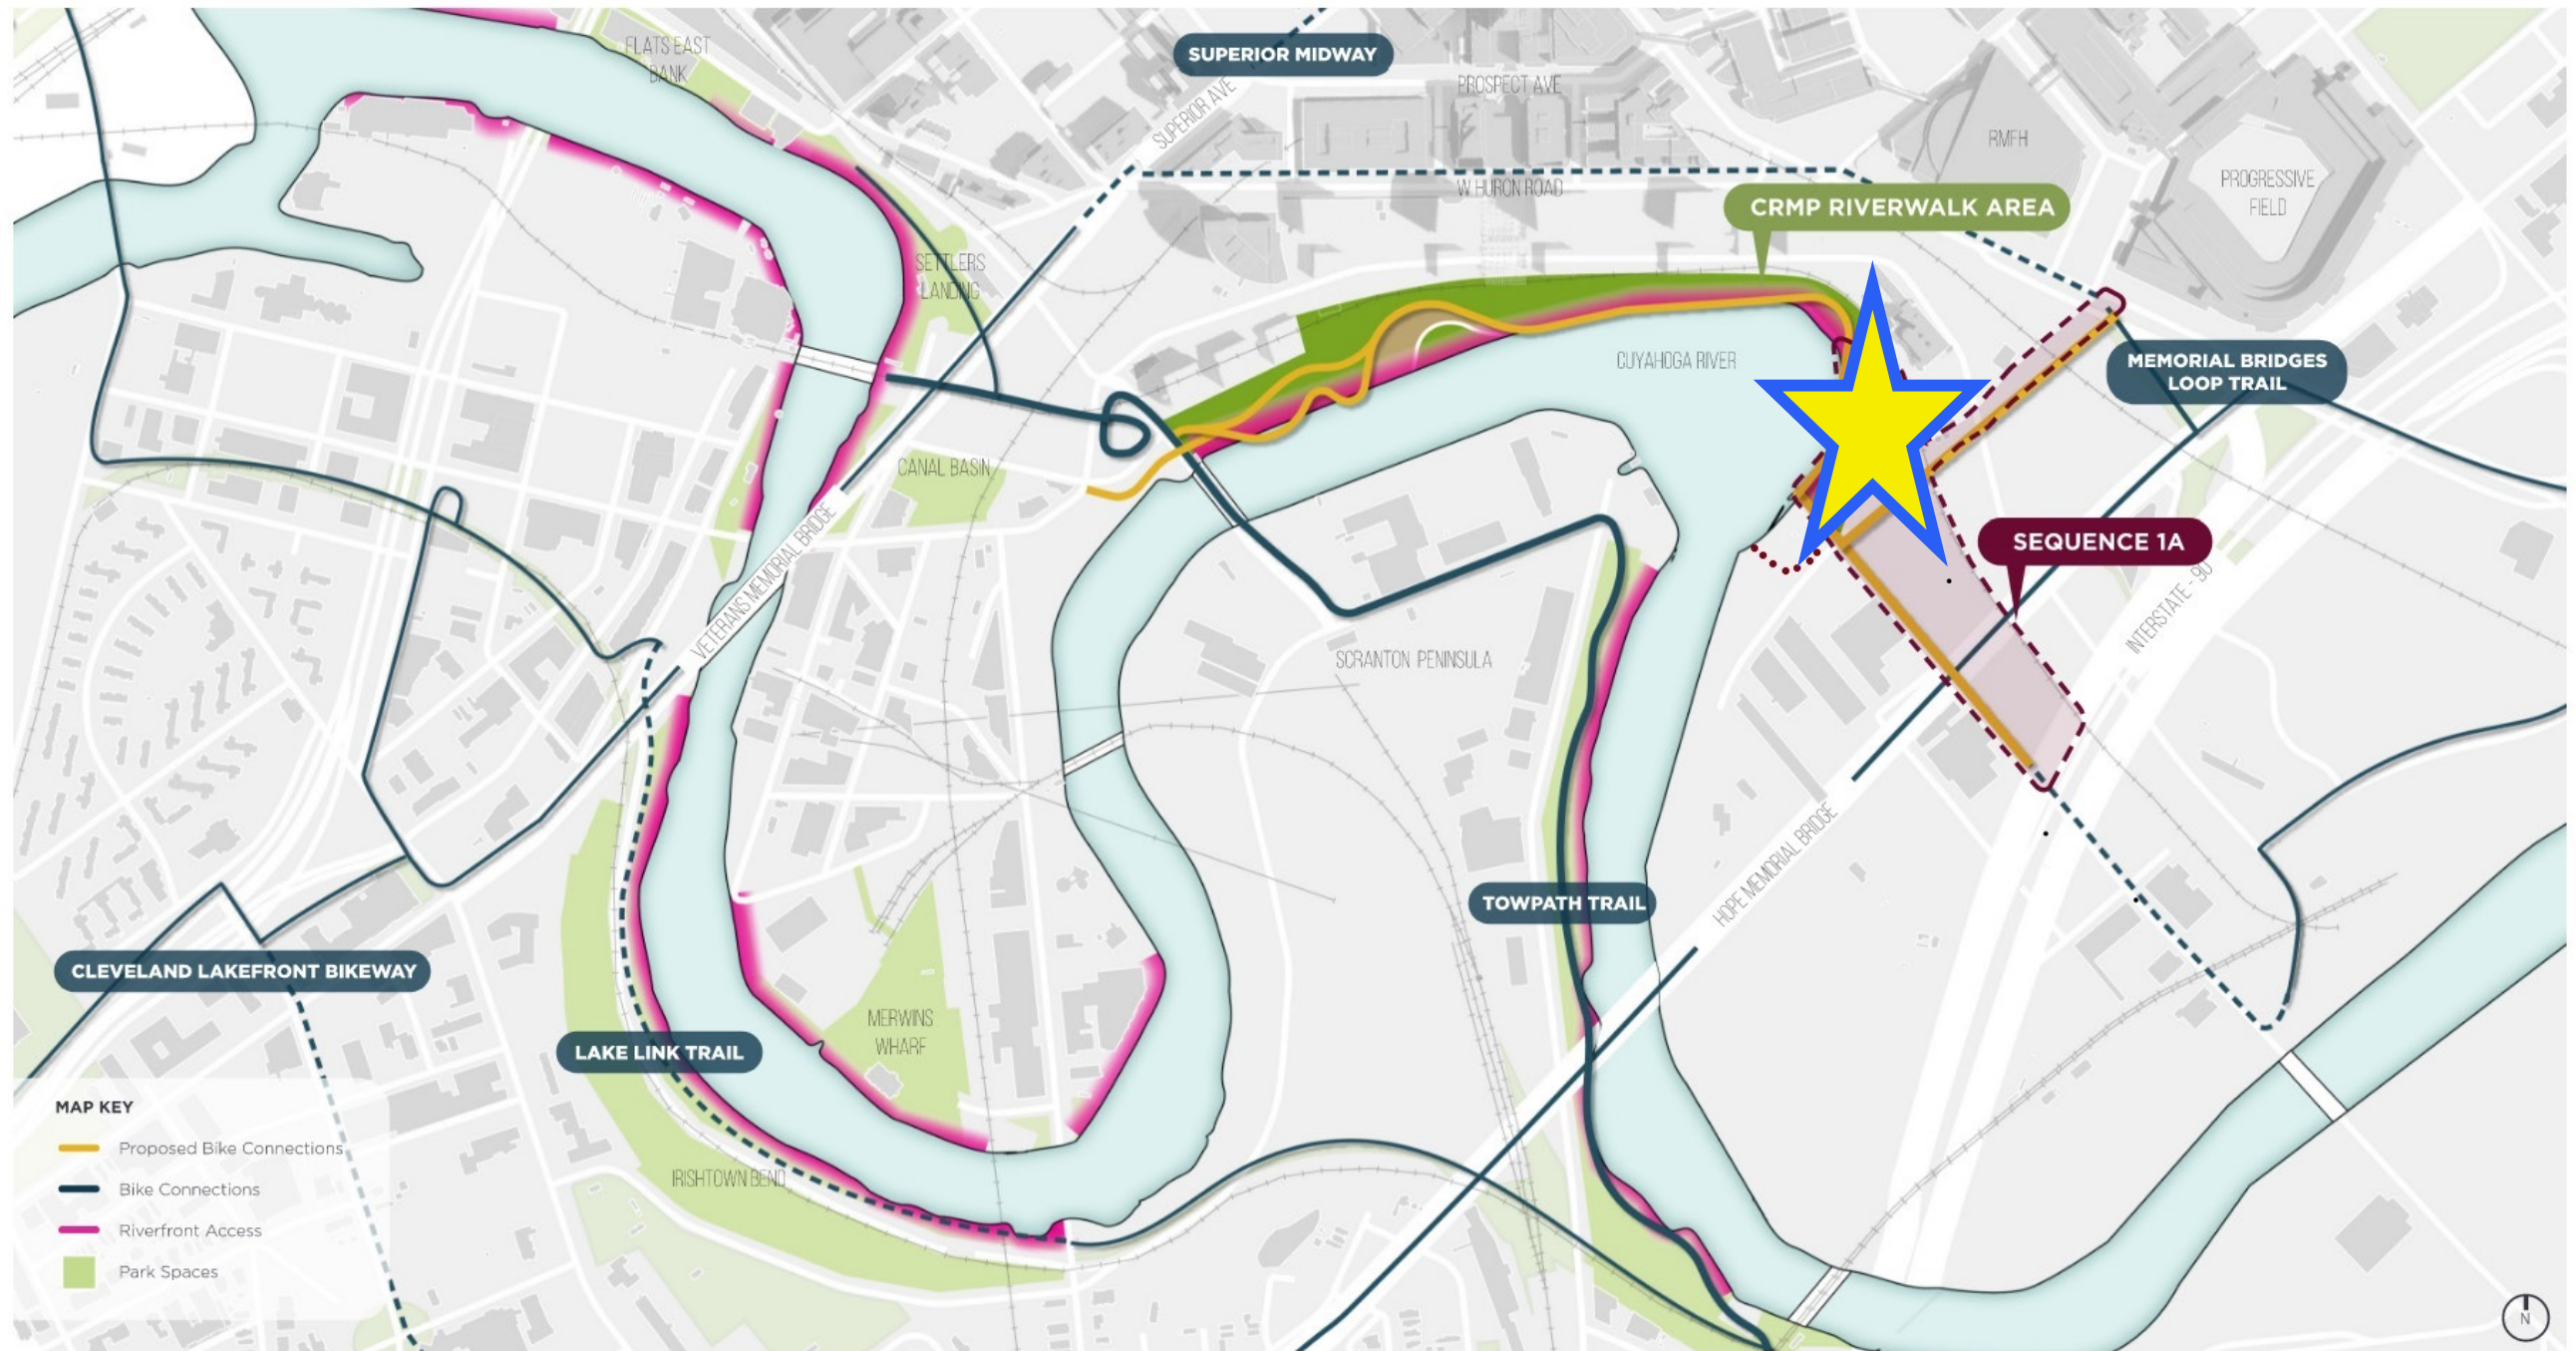 FLATS EAST
BANK
SUPERIOR MIDWAY
SUPERIOR AVE
PROSPECT AVE
RMFH
PROGRESSIVE
FIELD
W HURON ROAD
CRMP RIVERWALK AREA
SETTLERS
LANDING
CUYAHOGA RIVER
MEMORIAL BRIDGES
LOOP TRAIL
CANAL BASIN
VETERANS MEMORIAL BRIDGE
SEQUENCE 1A
INTERSTATE - 90
SCRANTON PENINSULA
TOWPATH TRAIL
HOPE MEMORIAL BRIDGE
CLEVELAND LAKEFRONT BIKEWAY
MERWINS
WHARF
LAKE LINK TRAIL
IRISHTOWN BEND
MAP KEY
Proposed Bike Connections
Bike Connections
Riverfront Access
Park Spaces
N